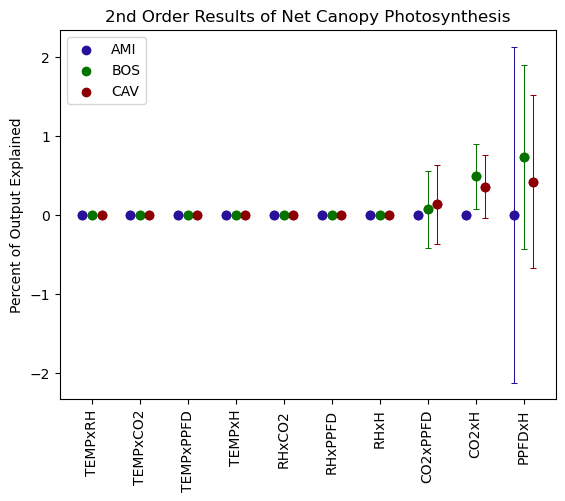 2nd Order Results of Net Canopy Photosynthesis
AMI
BOS
CAV
Percent of Output Explained
2
1
0
−1
−2
TEMPxRH
TEMPxCO2
TEMPxPPFD
TEMPxH
RHxCO2
RHxPPFD
RHxH
CO2xPPFD
CO2xH
PPFDxH